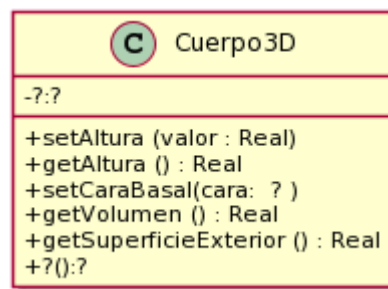 C Cuerpo3D
-?:?
+setAltura (valor : Real)
+getAltura () : Real
+setCaraBasal(cara:  ? )
+getVolumen () : Real
+getSuperficieExterior () : Real
+?():?